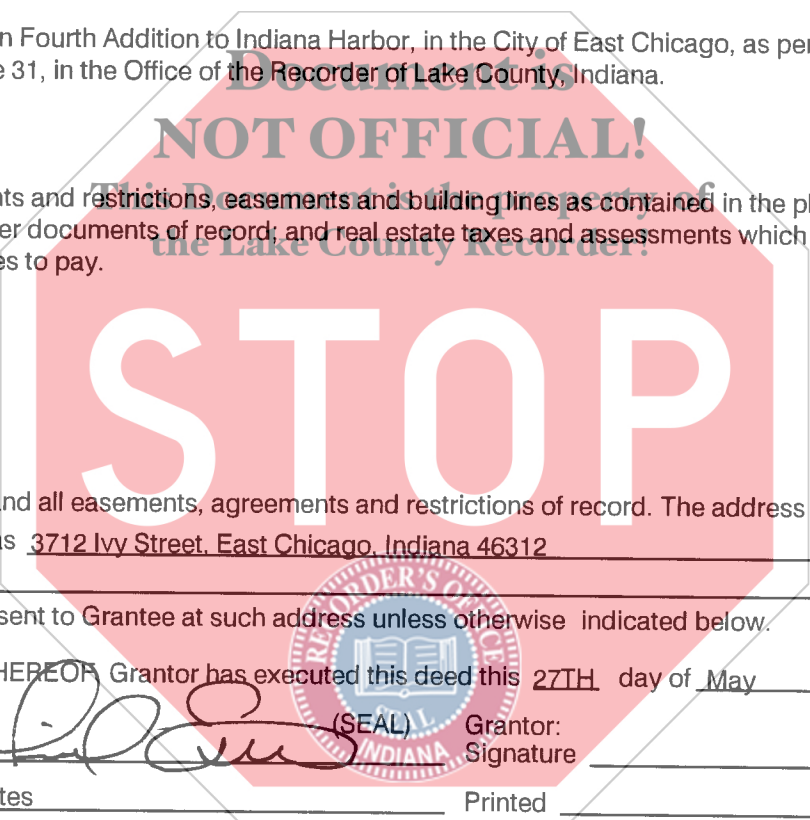 n Fourth Addition to Indiana Harbor, in the City of East Chicago, as per
e 31, in the Office of the Recorder of Lake County, Indiana.
Document is
NOT OFFICIAL!
This Document is the property of
the Lake County Recorder!
nts and restrictions, easements and building lines as contained in the pl
er documents of record; and real estate taxes and assessments which
es to pay.
STOP
and all easements, agreements and restrictions of record. The address
s 3712 Ivy Street, East Chicago, Indiana 46312
sent to Grantee at such address unless otherwise indicated below.
HEREOF, Grantor has executed this deed this 27TH day of May
(SEAL) Grantor:
Signature
tes Printed
RECORDER'S OFFICE
SEAL
INDIANA